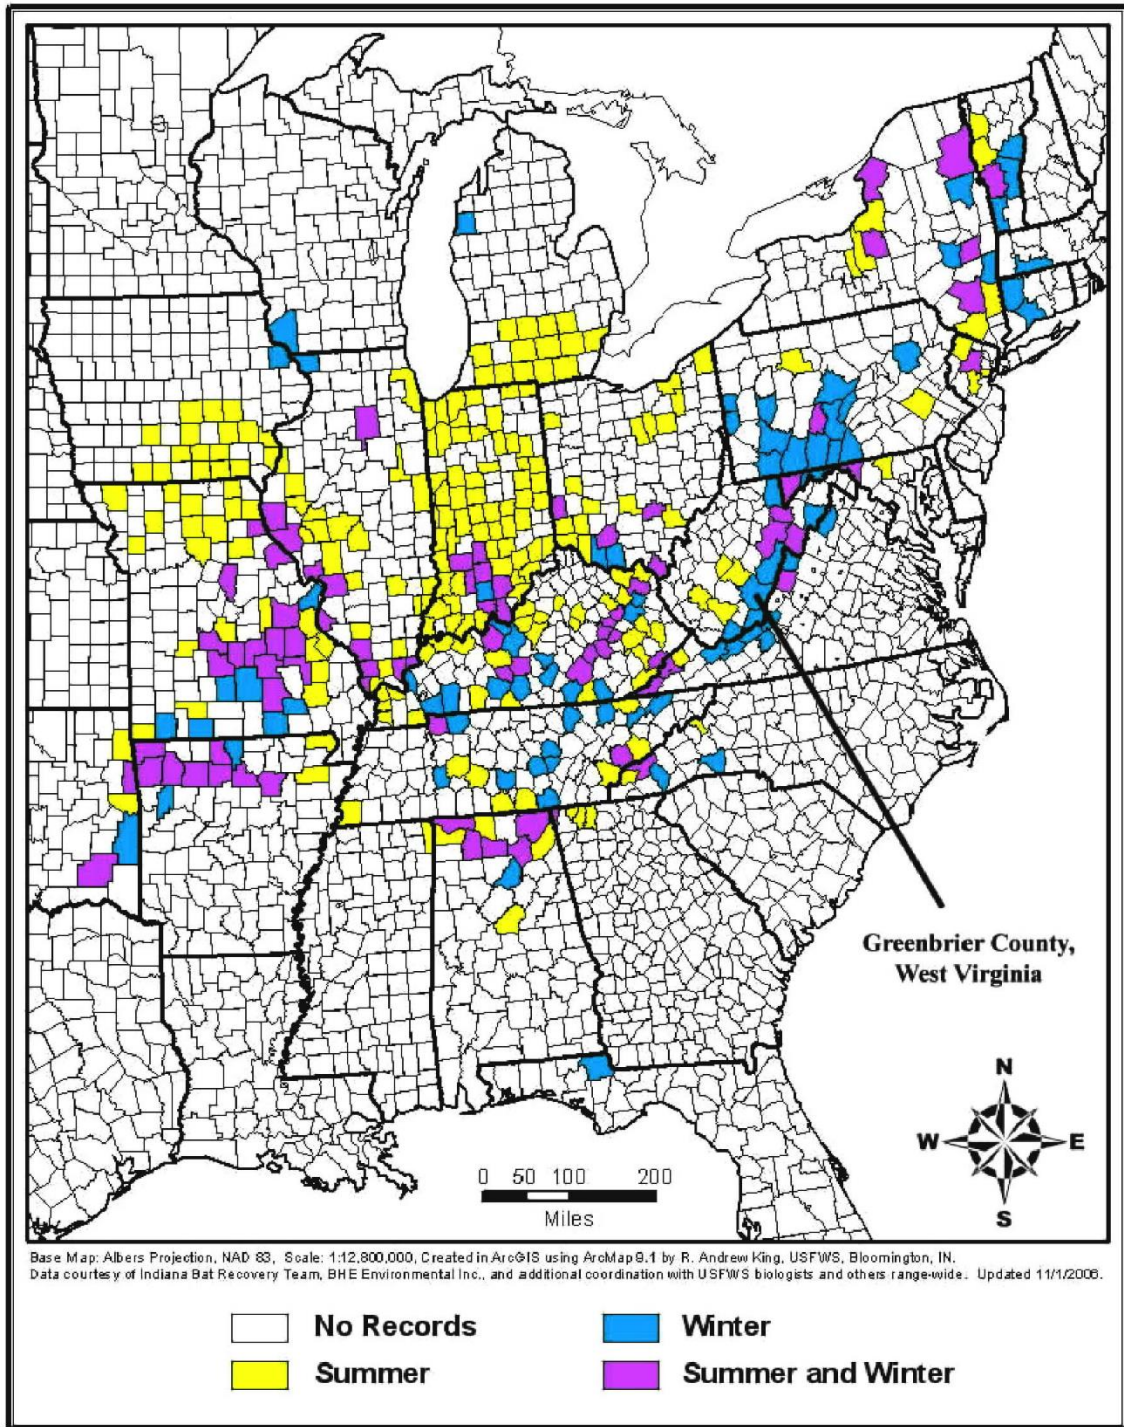 Greenbrier County,
West Virginia
N
W
E
S
0 50 100 200
Miles
Base Map: Albers Projection, NAD 83, Scale: 1:12,800,000, Created in ArcGIS using ArcMap 9.1 by R. Andrew King, USFWS, Bloomington, IN.
Data courtesy of Indiana Bat Recovery Team, BHE Environmental Inc., and additional coordination with USFWS biologists and others range-wide. Updated 11/1/2006.
No Records
Winter
Summer
Summer and Winter